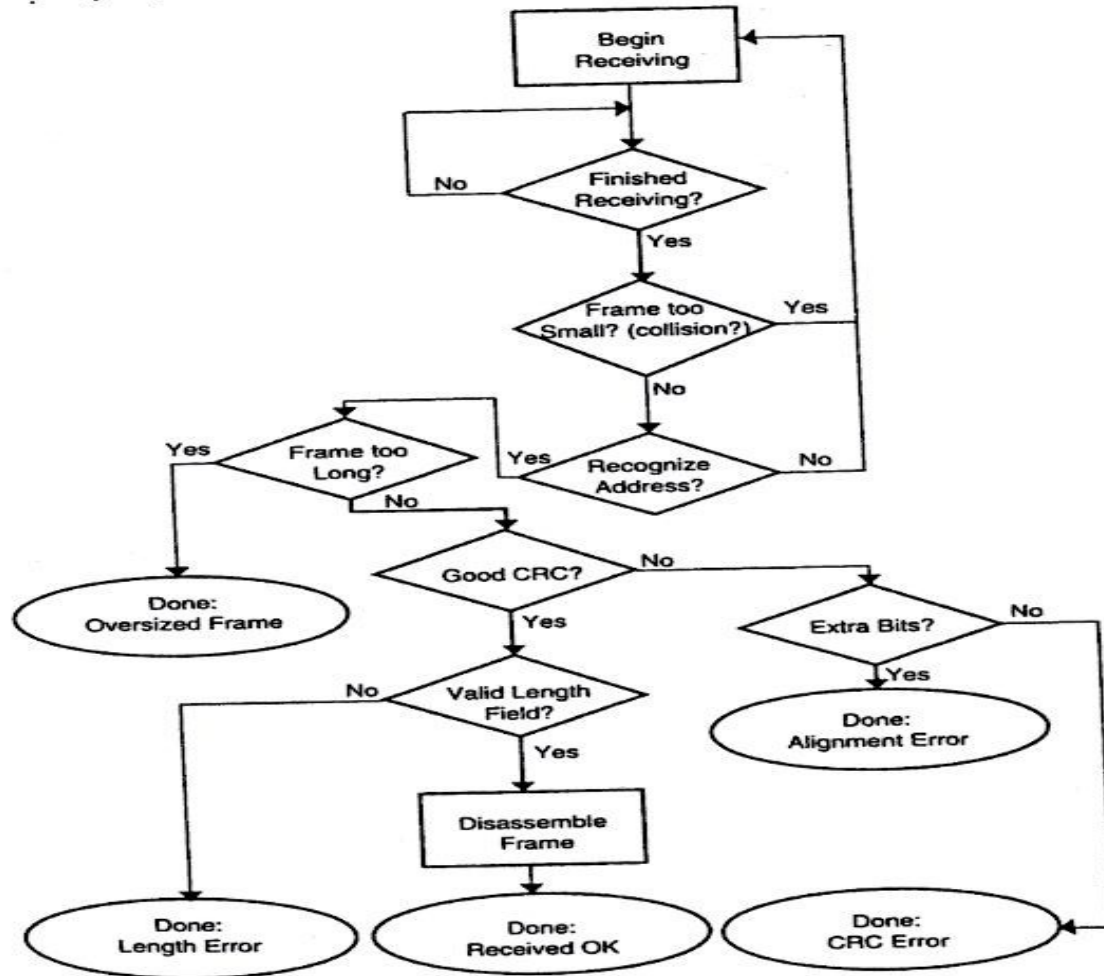 Begin
Receiving
No
Finished
Receiving?
Yes
Frame too
Small? (collision?)
Yes
No
Yes
Frame too
Long?
Yes
Recognize
Address?
No
No
Good CRC?
No
Done:
Oversized Frame
Yes
Extra Bits?
No
No
Valid Length
Field?
Yes
Done:
Alignment Error
Yes
Disassemble
Frame
Done:
Length Error
Done:
Received OK
Done:
CRC Error